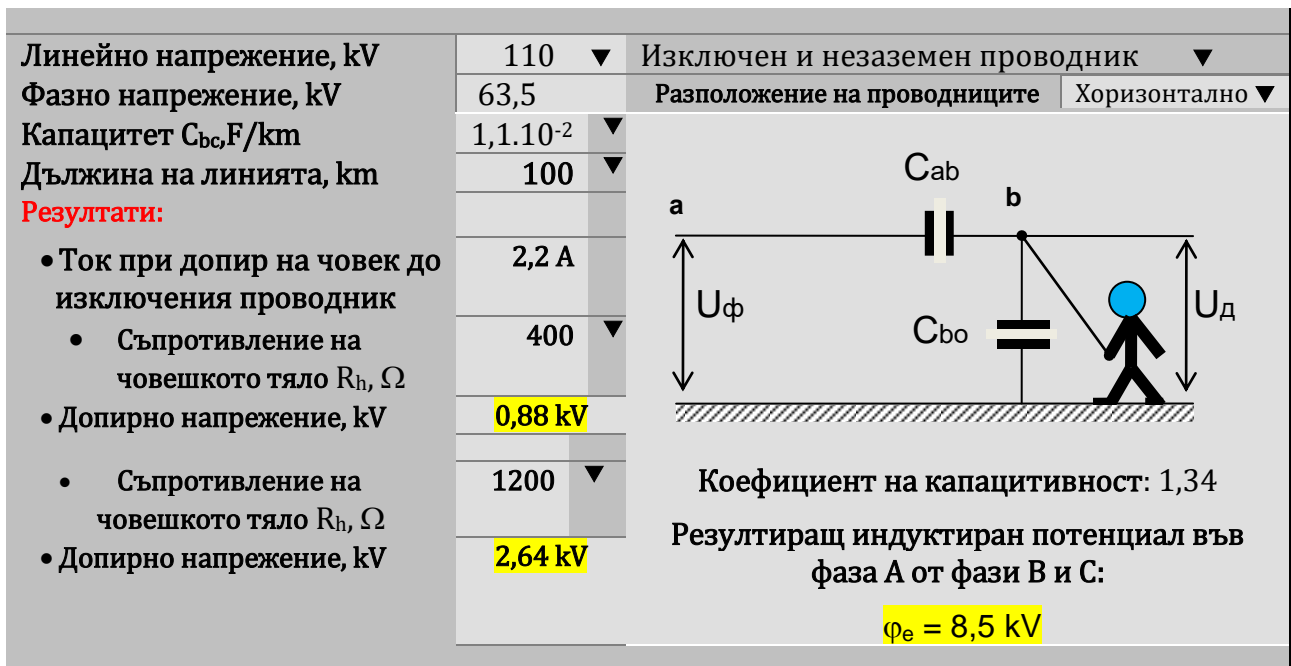 Линейно напрежение, kV 110 ▼ Изключен и незаземен проводник ▼
Фазно напрежение, kV 63,5 Разположение на проводниците Хоризонтално ▼
Капацитет Cbc,F/km 1,1.10-2 ▼
Дължина на линията, km 100 ▼
Резултати:
• Ток при допир на човек до 2,2 A
изключения проводник
• Съпротивление на 400 ▼
човешкото тяло Rh, Ω
• Допирно напрежение, kV 0,88 kV
• Съпротивление на 1200 ▼
човешкото тяло Rh, Ω
• Допирно напрежение, kV 2,64 kV
Cab
a b
Uф Uд
Cbo
Коефициент на капацитивност: 1,34
Резултиращ индуктиран потенциал във
фаза А от фази В и С:
φe = 8,5 kV